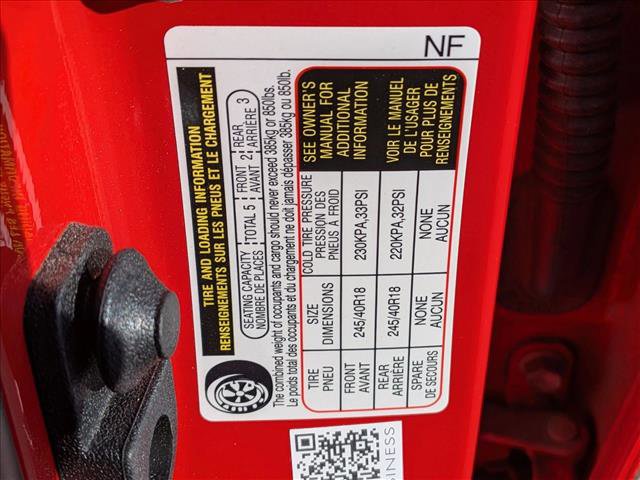 NF
TIRE AND LOADING INFORMATION
RENSEIGNEMENTS SUR LES PNEUS ET LE CHARGEMENT
SEATING CAPACITY TOTAL 5 FRONT 2 REAR 3
NOMBRE DE PLACES AVANT ARRIÈRE
The combined weight of occupants and cargo should never exceed 385kg or 850lbs.
Le poids total des occupants et du chargement ne doit jamais dépasser 385kg ou 850lb.
TIRE SIZE COLD TIRE PRESSURE
PNEU DIMENSIONS PRESSION DES
PNEUS À FROID
FRONT 245/40R18 230KPA,33PSI
AVANT
REAR 245/40R18 220KPA,32PSI
ARRIÈRE
SPARE NONE NONE
DE SECOURS AUCUN AUCUN
SEE OWNER'S
MANUAL FOR
ADDITIONAL
INFORMATION
VOIR LE MANUEL
DE L'USAGER
POUR PLUS DE
RENSEIGNEMENTS